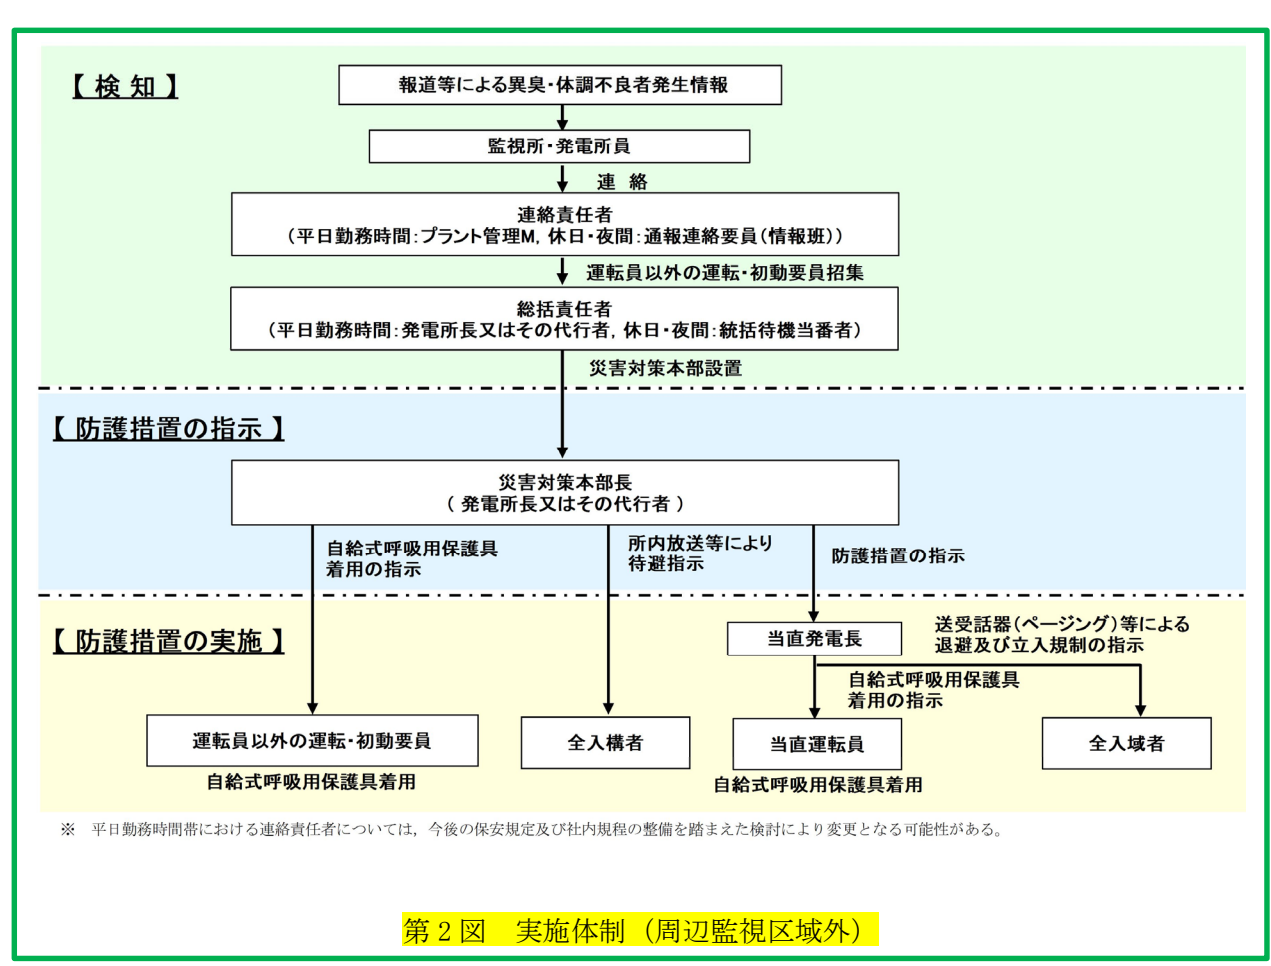 【 検 知 】
報道等による異臭・体調不良者発生情報
監視所・発電所員
連 絡
連絡責任者
（平日勤務時間：プラント管理M，休日・夜間：通報連絡要員（情報班））
運転員以外の運転・初動要員招集
総括責任者
（平日勤務時間：発電所長又はその代行者，休日・夜間：統括待機当番者）
災害対策本部設置
【 防護措置の指示 】
災害対策本部長
（ 発電所長又はその代行者 ）
自給式呼吸用保護具
着用の指示
所内放送等により
待避指示
防護措置の指示
【 防護措置の実施 】
当直発電長
送受話器（ページング）等による
退避及び立入規制の指示
自給式呼吸用保護具
着用の指示
運転員以外の運転・初動要員
自給式呼吸用保護具着用
全入構者
当直運転員
自給式呼吸用保護具着用
全入域者
※ 平日勤務時間帯における連絡責任者については，今後の保安規定及び社内規程の整備を踏まえた検討により変更となる可能性がある。
第２図 実施体制（周辺監視区域外）